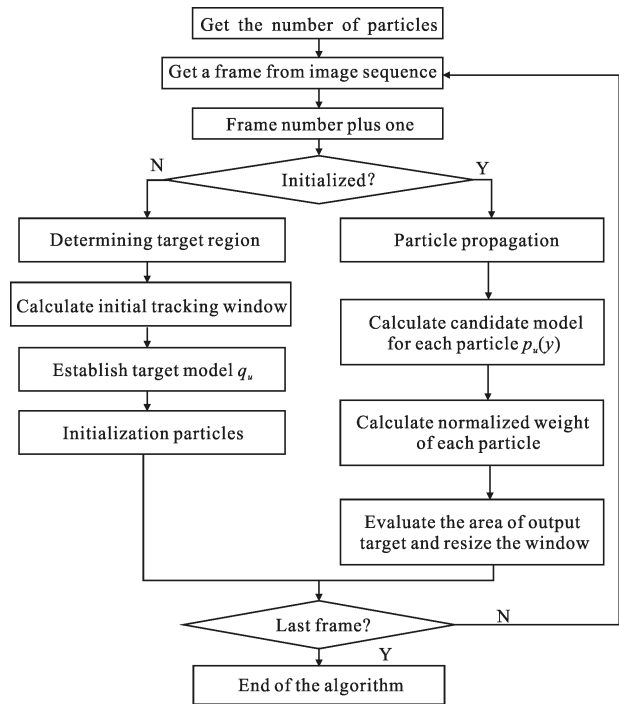 Get the number of particles
Get a frame from image sequence
Frame number plus one
N
Y
Initialized?
Determining target region
Calculate initial tracking window
Establish target model qᵤ
Initialization particles
Particle propagation
Calculate candidate model
for each particle pᵤ(y)
Calculate normalized weight
of each particle
Evaluate the area of output
target and resize the window
Last frame?
N
Y
End of the algorithm